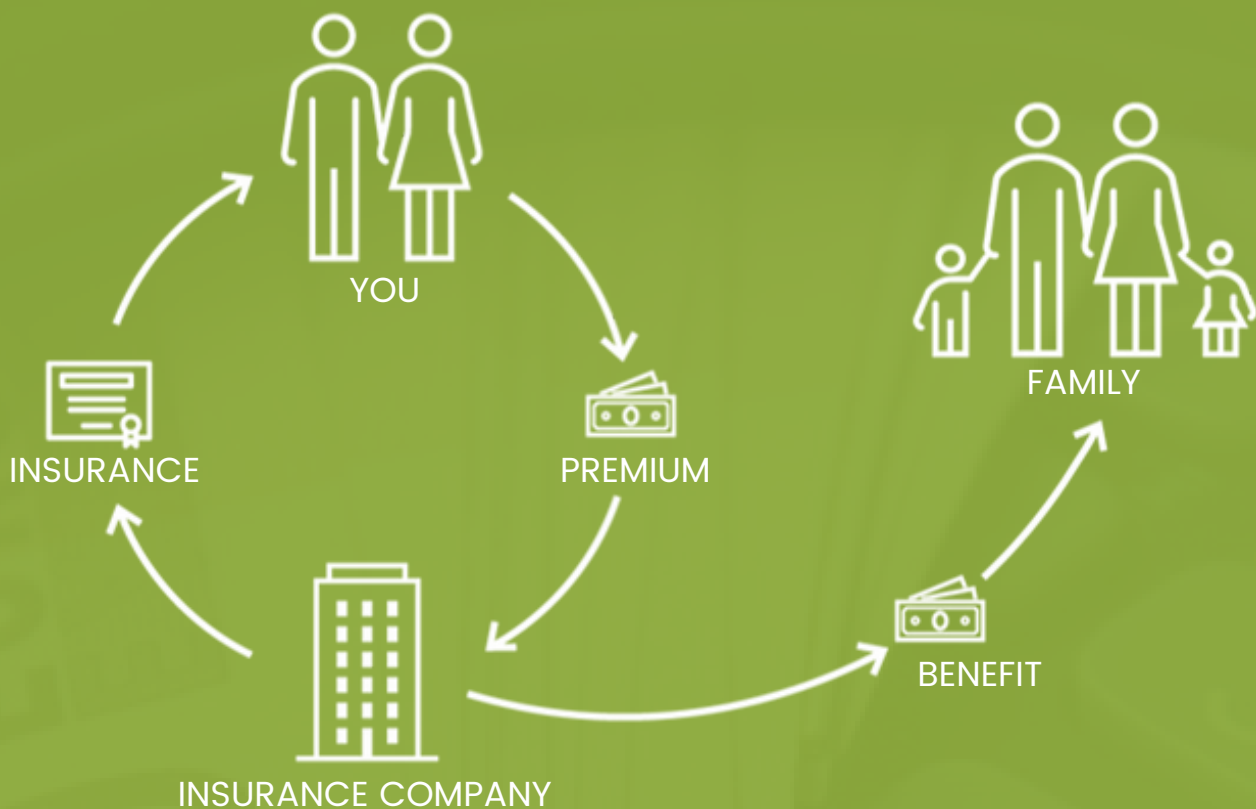 YOU
FAMILY
INSURANCE
PREMIUM
BENEFIT
INSURANCE COMPANY